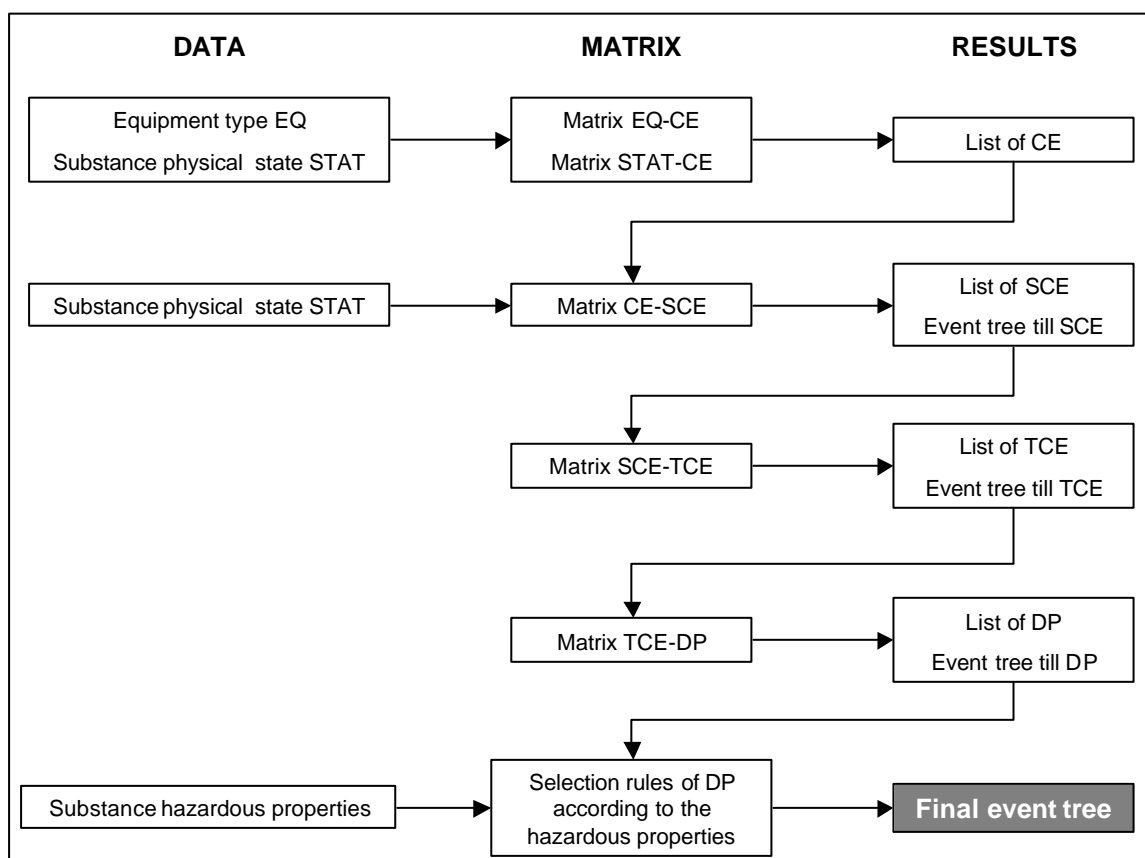 DATA
MATRIX
RESULTS
Equipment type EQ
Substance physical state STAT
Matrix EQ-CE
Matrix STAT-CE
List of CE
Substance physical state STAT
Matrix CE-SCE
List of SCE
Event tree till SCE
Matrix SCE-TCE
List of TCE
Event tree till TCE
Matrix TCE-DP
List of DP
Event tree till DP
Substance hazardous properties
Selection rules of DP
according to the
hazardous properties
Final event tree